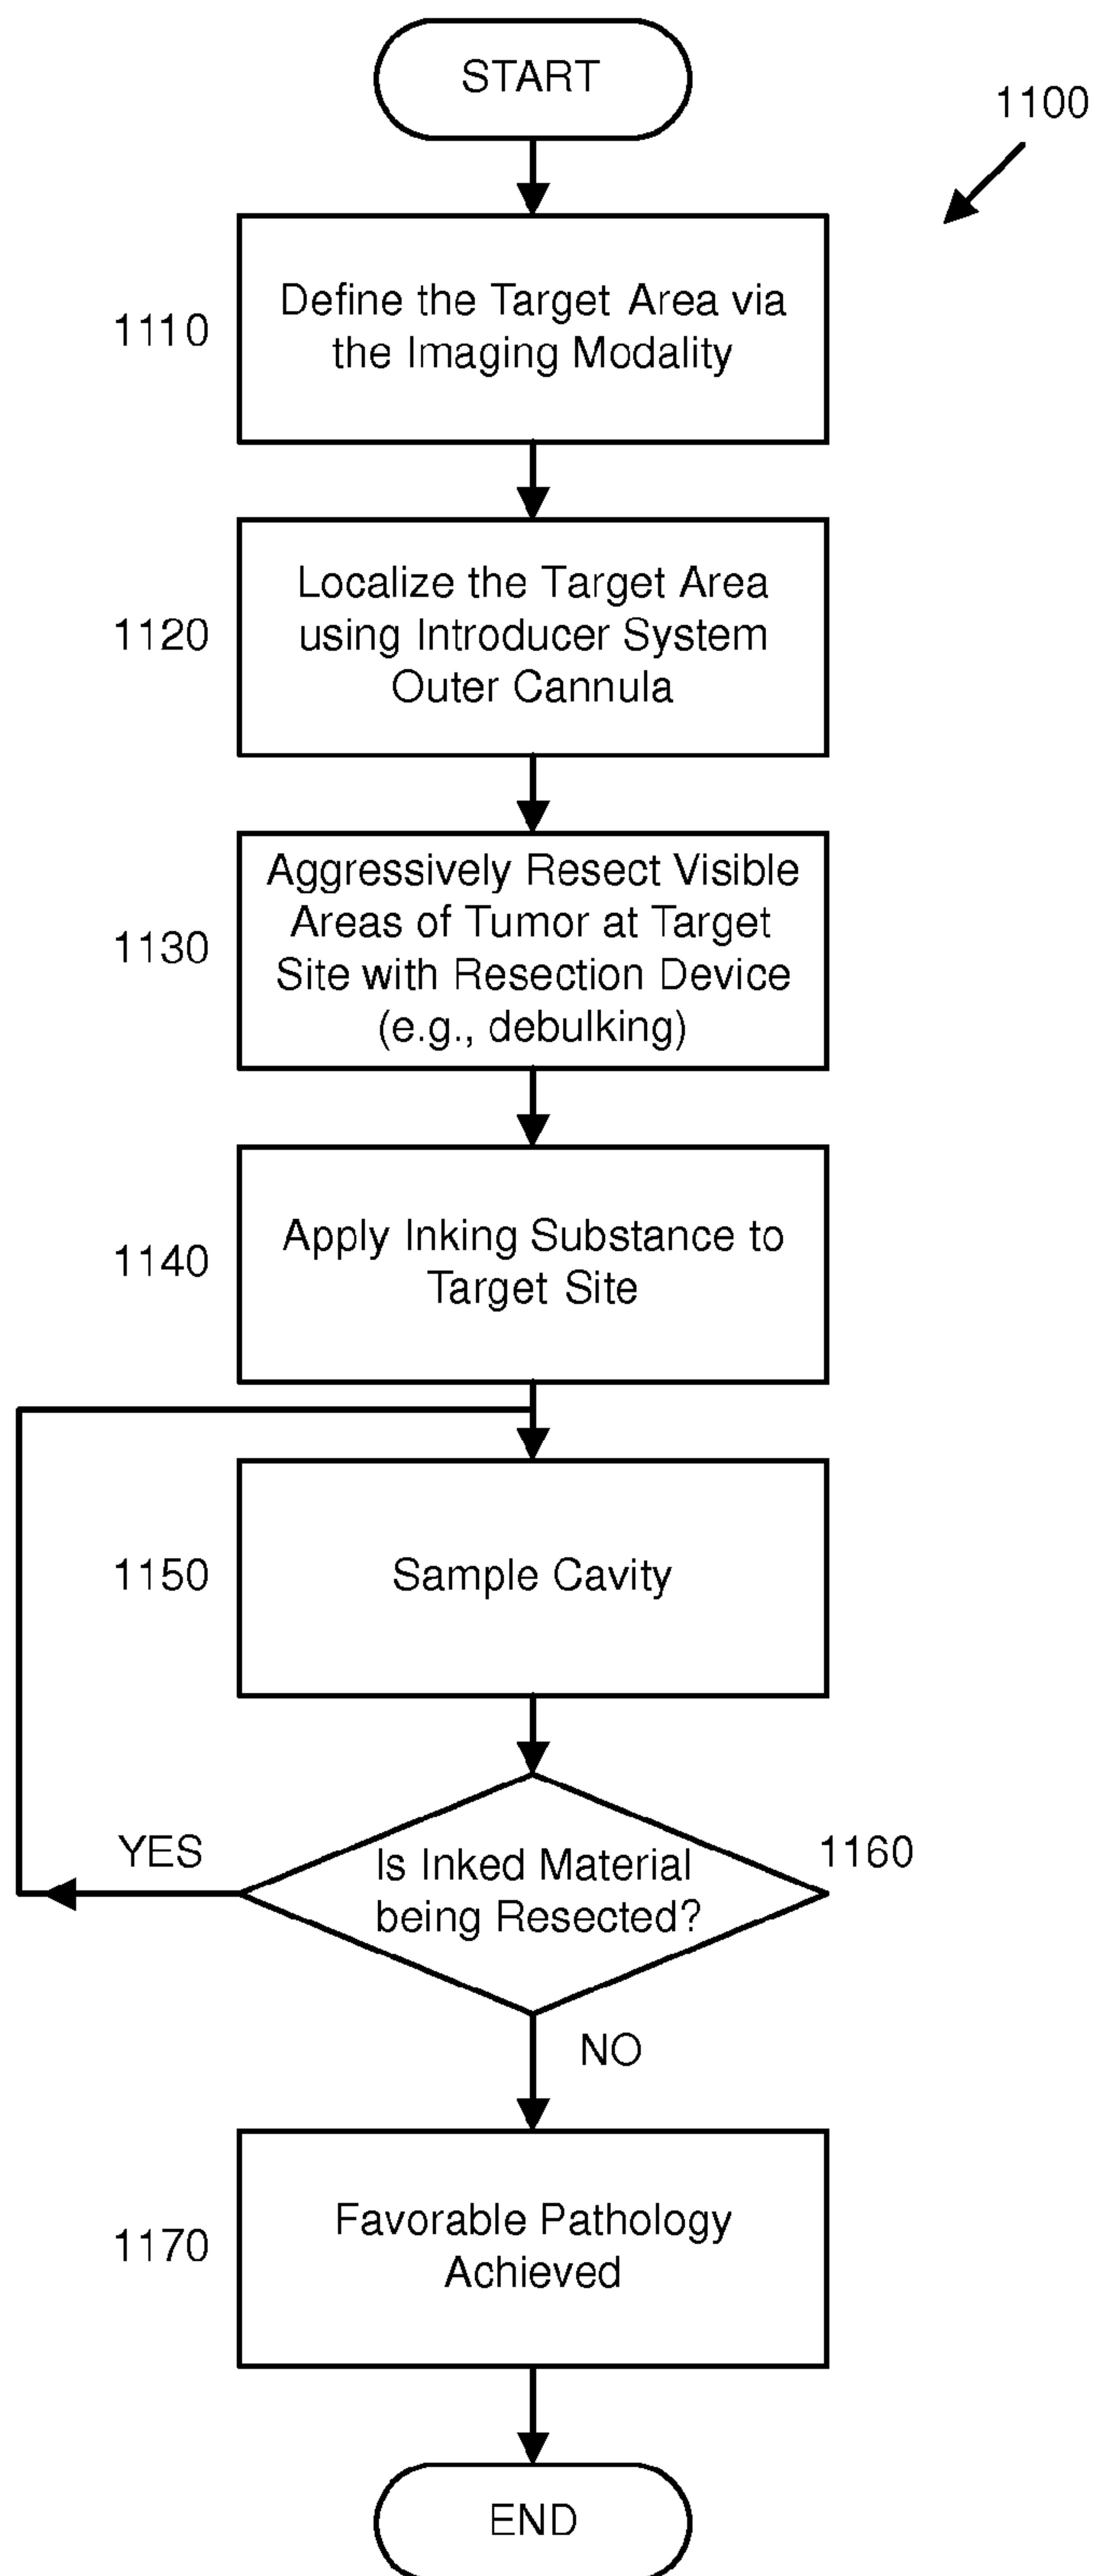 START
1100
1110
Define the Target Area via
the Imaging Modality
1120
Localize the Target Area
using Introducer System
Outer Cannula
1130
Aggressively Resect Visible
Areas of Tumor at Target
Site with Resection Device
(e.g., debulking)
1140
Apply Inking Substance to
Target Site
1150
Sample Cavity
YES
Is Inked Material
being Resected?
1160
NO
1170
Favorable Pathology
Achieved
END